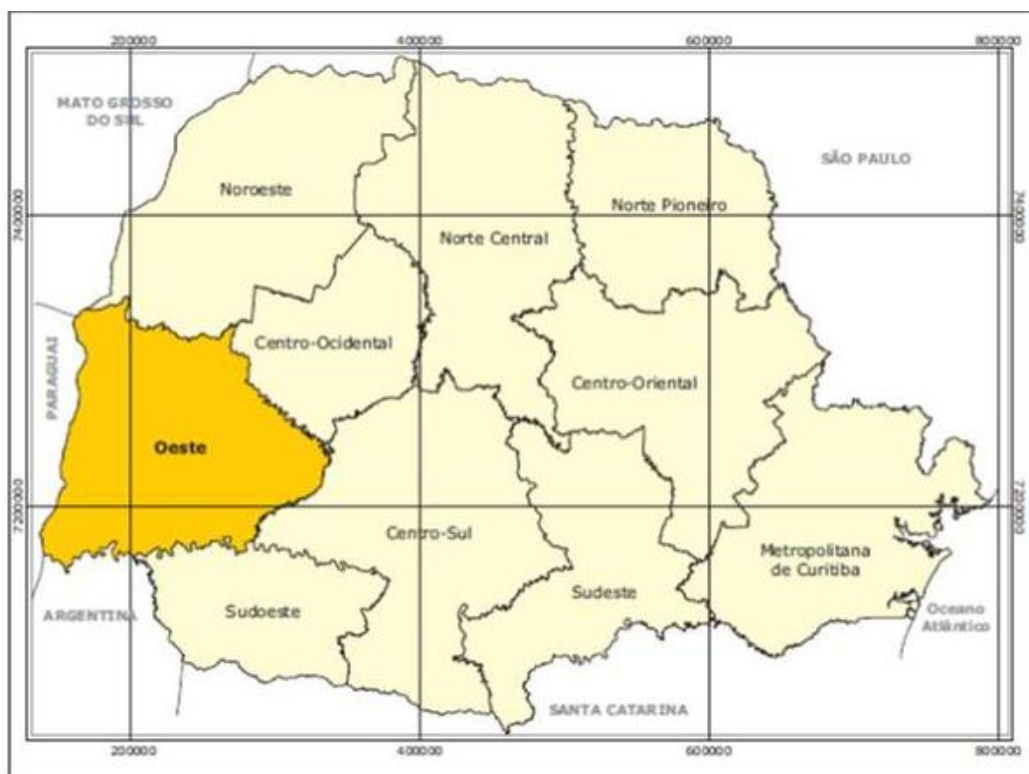 200000
400000
600000
800000
MATO GROSSO
DO SUL
SÃO PAULO
Noroeste
Norte Pioneiro
7400000
7400000
Norte Central
Centro-Ocidental
PARAGUAI
Centro-Oriental
Oeste
7200000
7200000
Centro-Sul
Metropolitana
de Curitiba
Sudeste
Sudoeste
ARGENTINA
Oceano
Atlântico
SANTA CATARINA
200000
400000
600000
800000